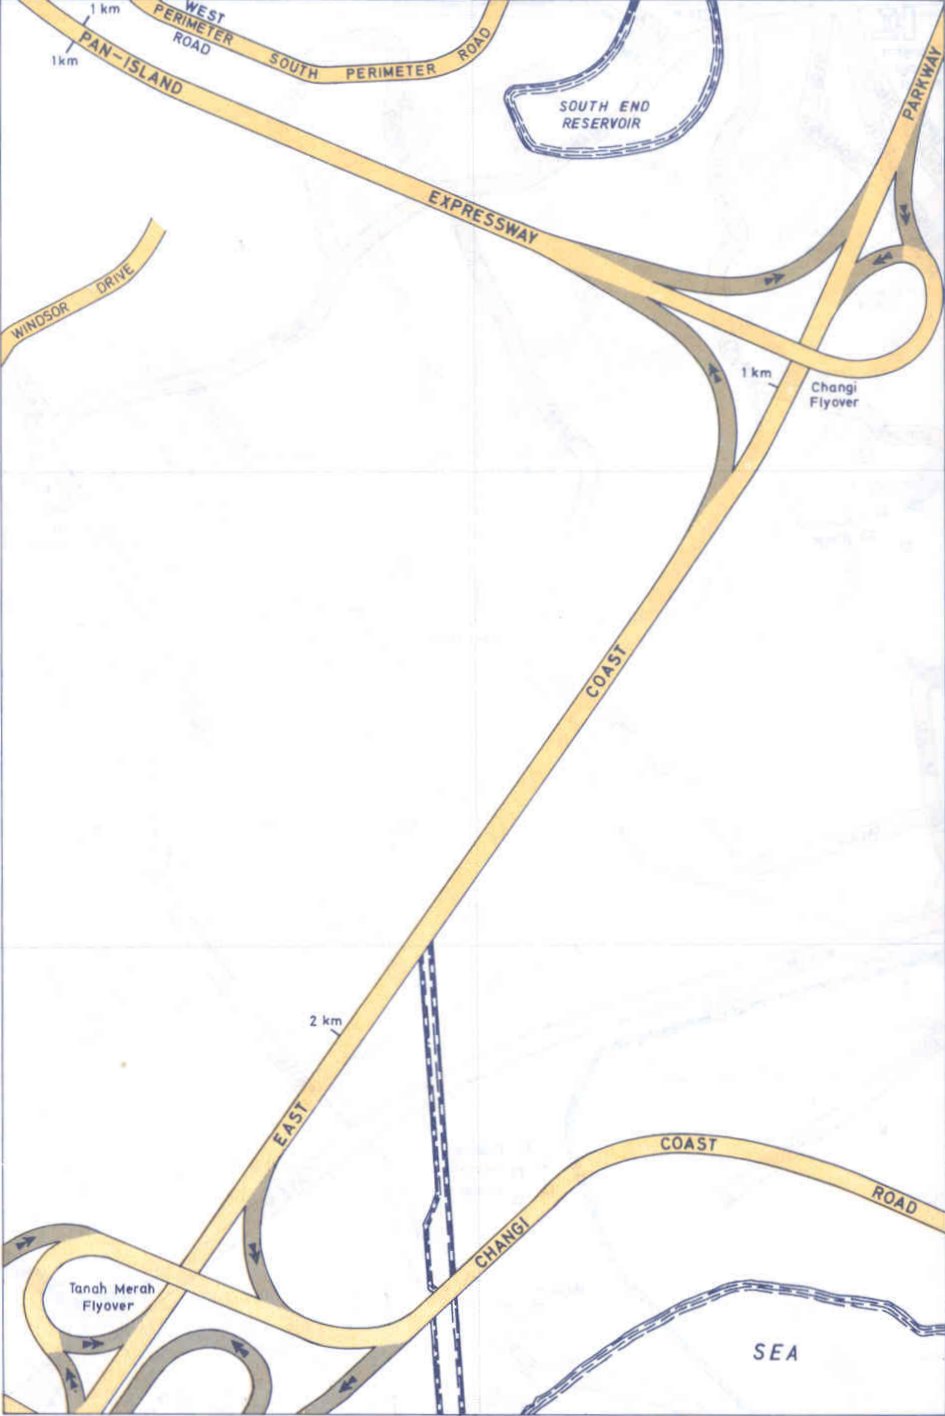 1 km
WEST
PERIMETER
ROAD
1km
PAN-ISLAND
SOUTH PERIMETER ROAD
SOUTH END
RESERVOIR
PARKWAY
EXPRESSWAY
WINDSOR DRIVE
1 km
Changi
Flyover
COAST
2 km
EAST
COAST
ROAD
CHANGI
Tanah Merah
Flyover
SEA